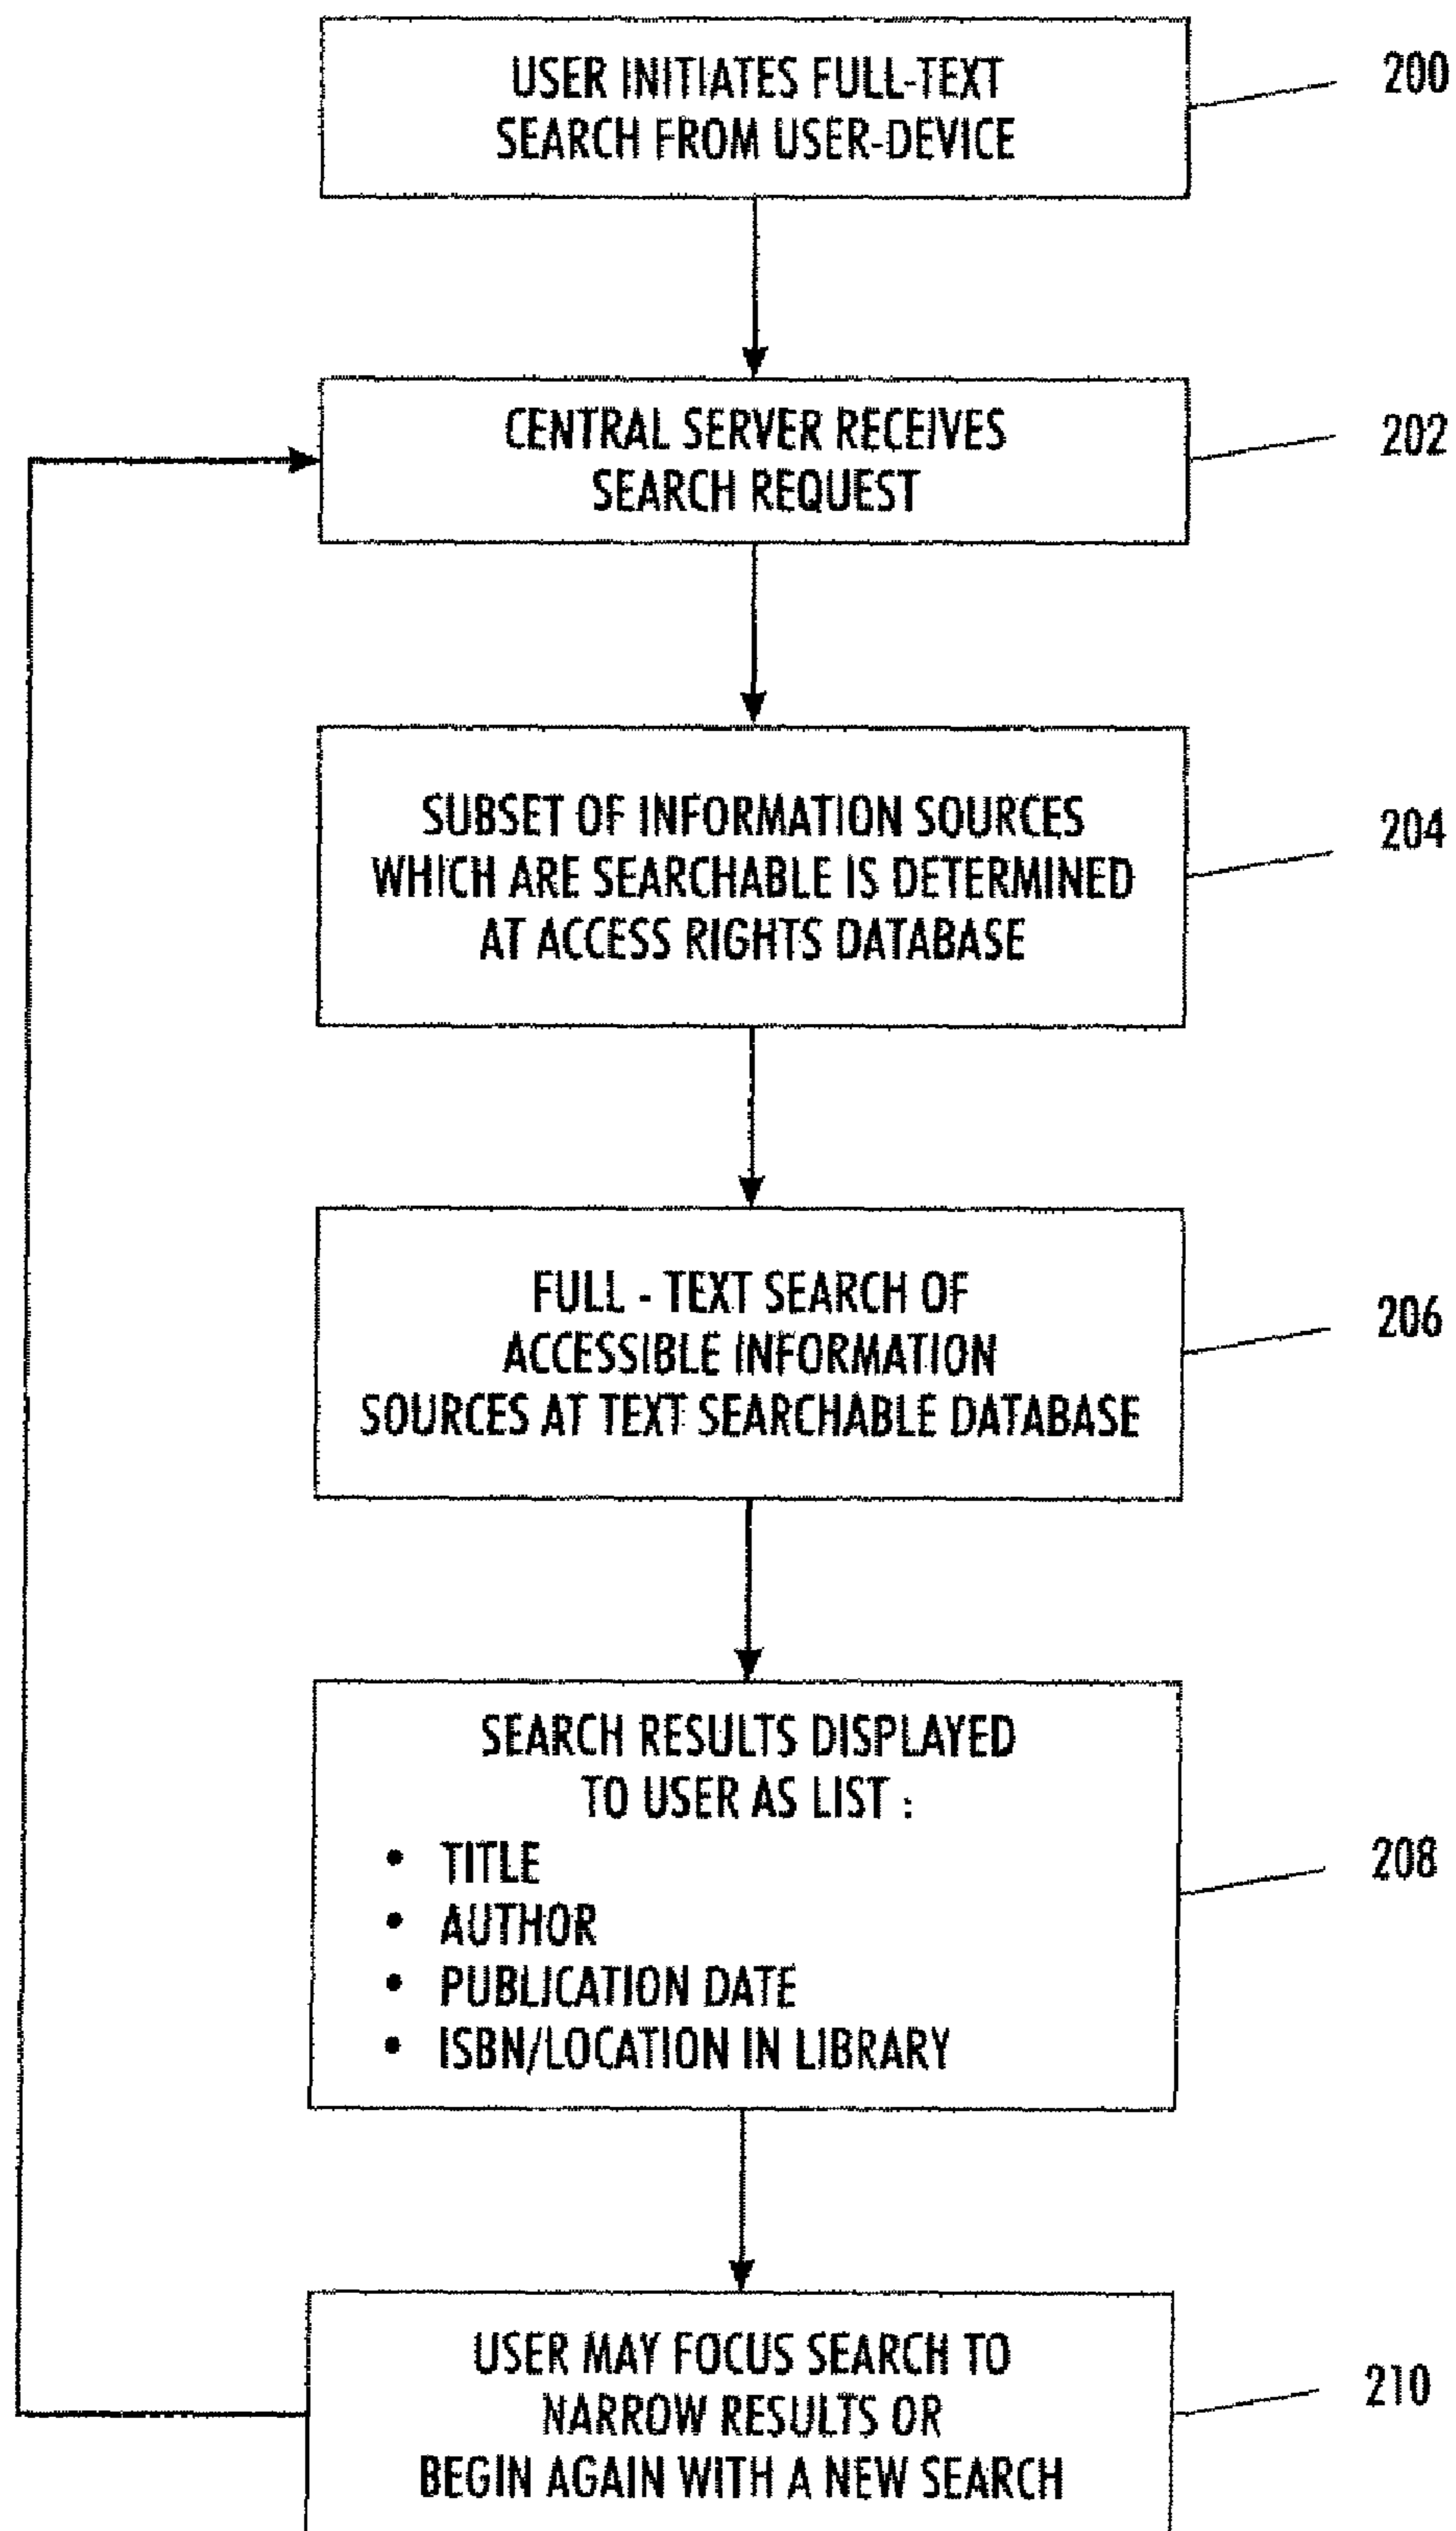 USER INITIATES FULL-TEXT
SEARCH FROM USER-DEVICE
200
CENTRAL SERVER RECEIVES
SEARCH REQUEST
202
SUBSET OF INFORMATION SOURCES
WHICH ARE SEARCHABLE IS DETERMINED
AT ACCESS RIGHTS DATABASE
204
FULL - TEXT SEARCH OF
ACCESSIBLE INFORMATION
SOURCES AT TEXT SEARCHABLE DATABASE
206
SEARCH RESULTS DISPLAYED
TO USER AS LIST :
• TITLE
• AUTHOR
• PUBLICATION DATE
• ISBN/LOCATION IN LIBRARY
208
USER MAY FOCUS SEARCH TO
NARROW RESULTS OR
BEGIN AGAIN WITH A NEW SEARCH
210